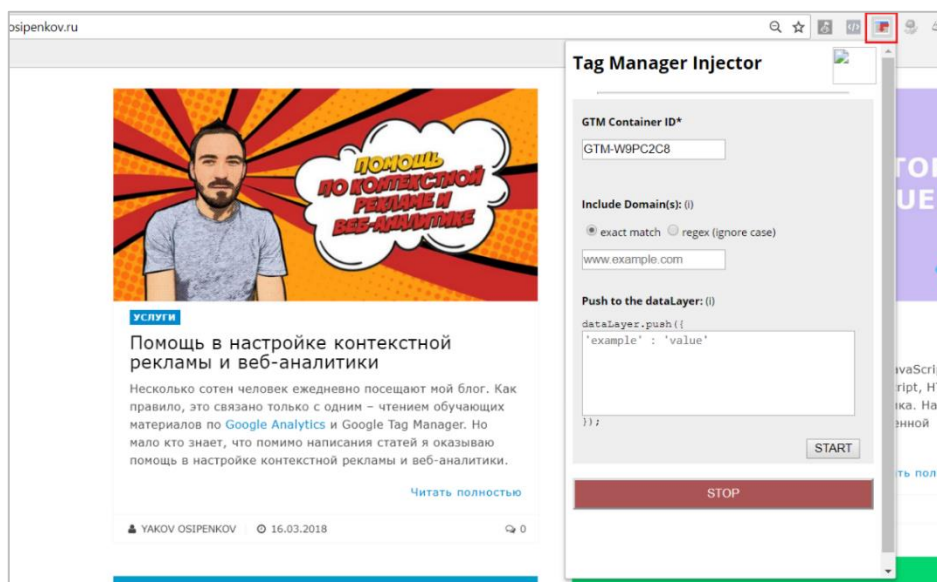 osipenkov.ru
Tag Manager Injector
GTM Container ID*
GTM-W9PC2C8
Include Domain(s): (i)
exact match regex (ignore case)
www.example.com
Push to the dataLayer: (i)
dataLayer.push({
'example' : 'value'
});
START
STOP
ПОМОЩЬ
ПО КОНТЕКСТНОЙ
РЕКЛАМЕ И
ВЕБ-АНАЛИТИКЕ
УСЛУГИ
Помощь в настройке контекстной
рекламы и веб-аналитики
Несколько сотен человек ежедневно посещают мой блог. Как
правило, это связано только с одним – чтением обучающих
материалов по Google Analytics и Google Tag Manager. Но
мало кто знает, что помимо написания статей я оказываю
помощь в настройке контекстной рекламы и веб-аналитики.
Читать полностью
YAKOV OSIPENKOV 16.03.2018 0